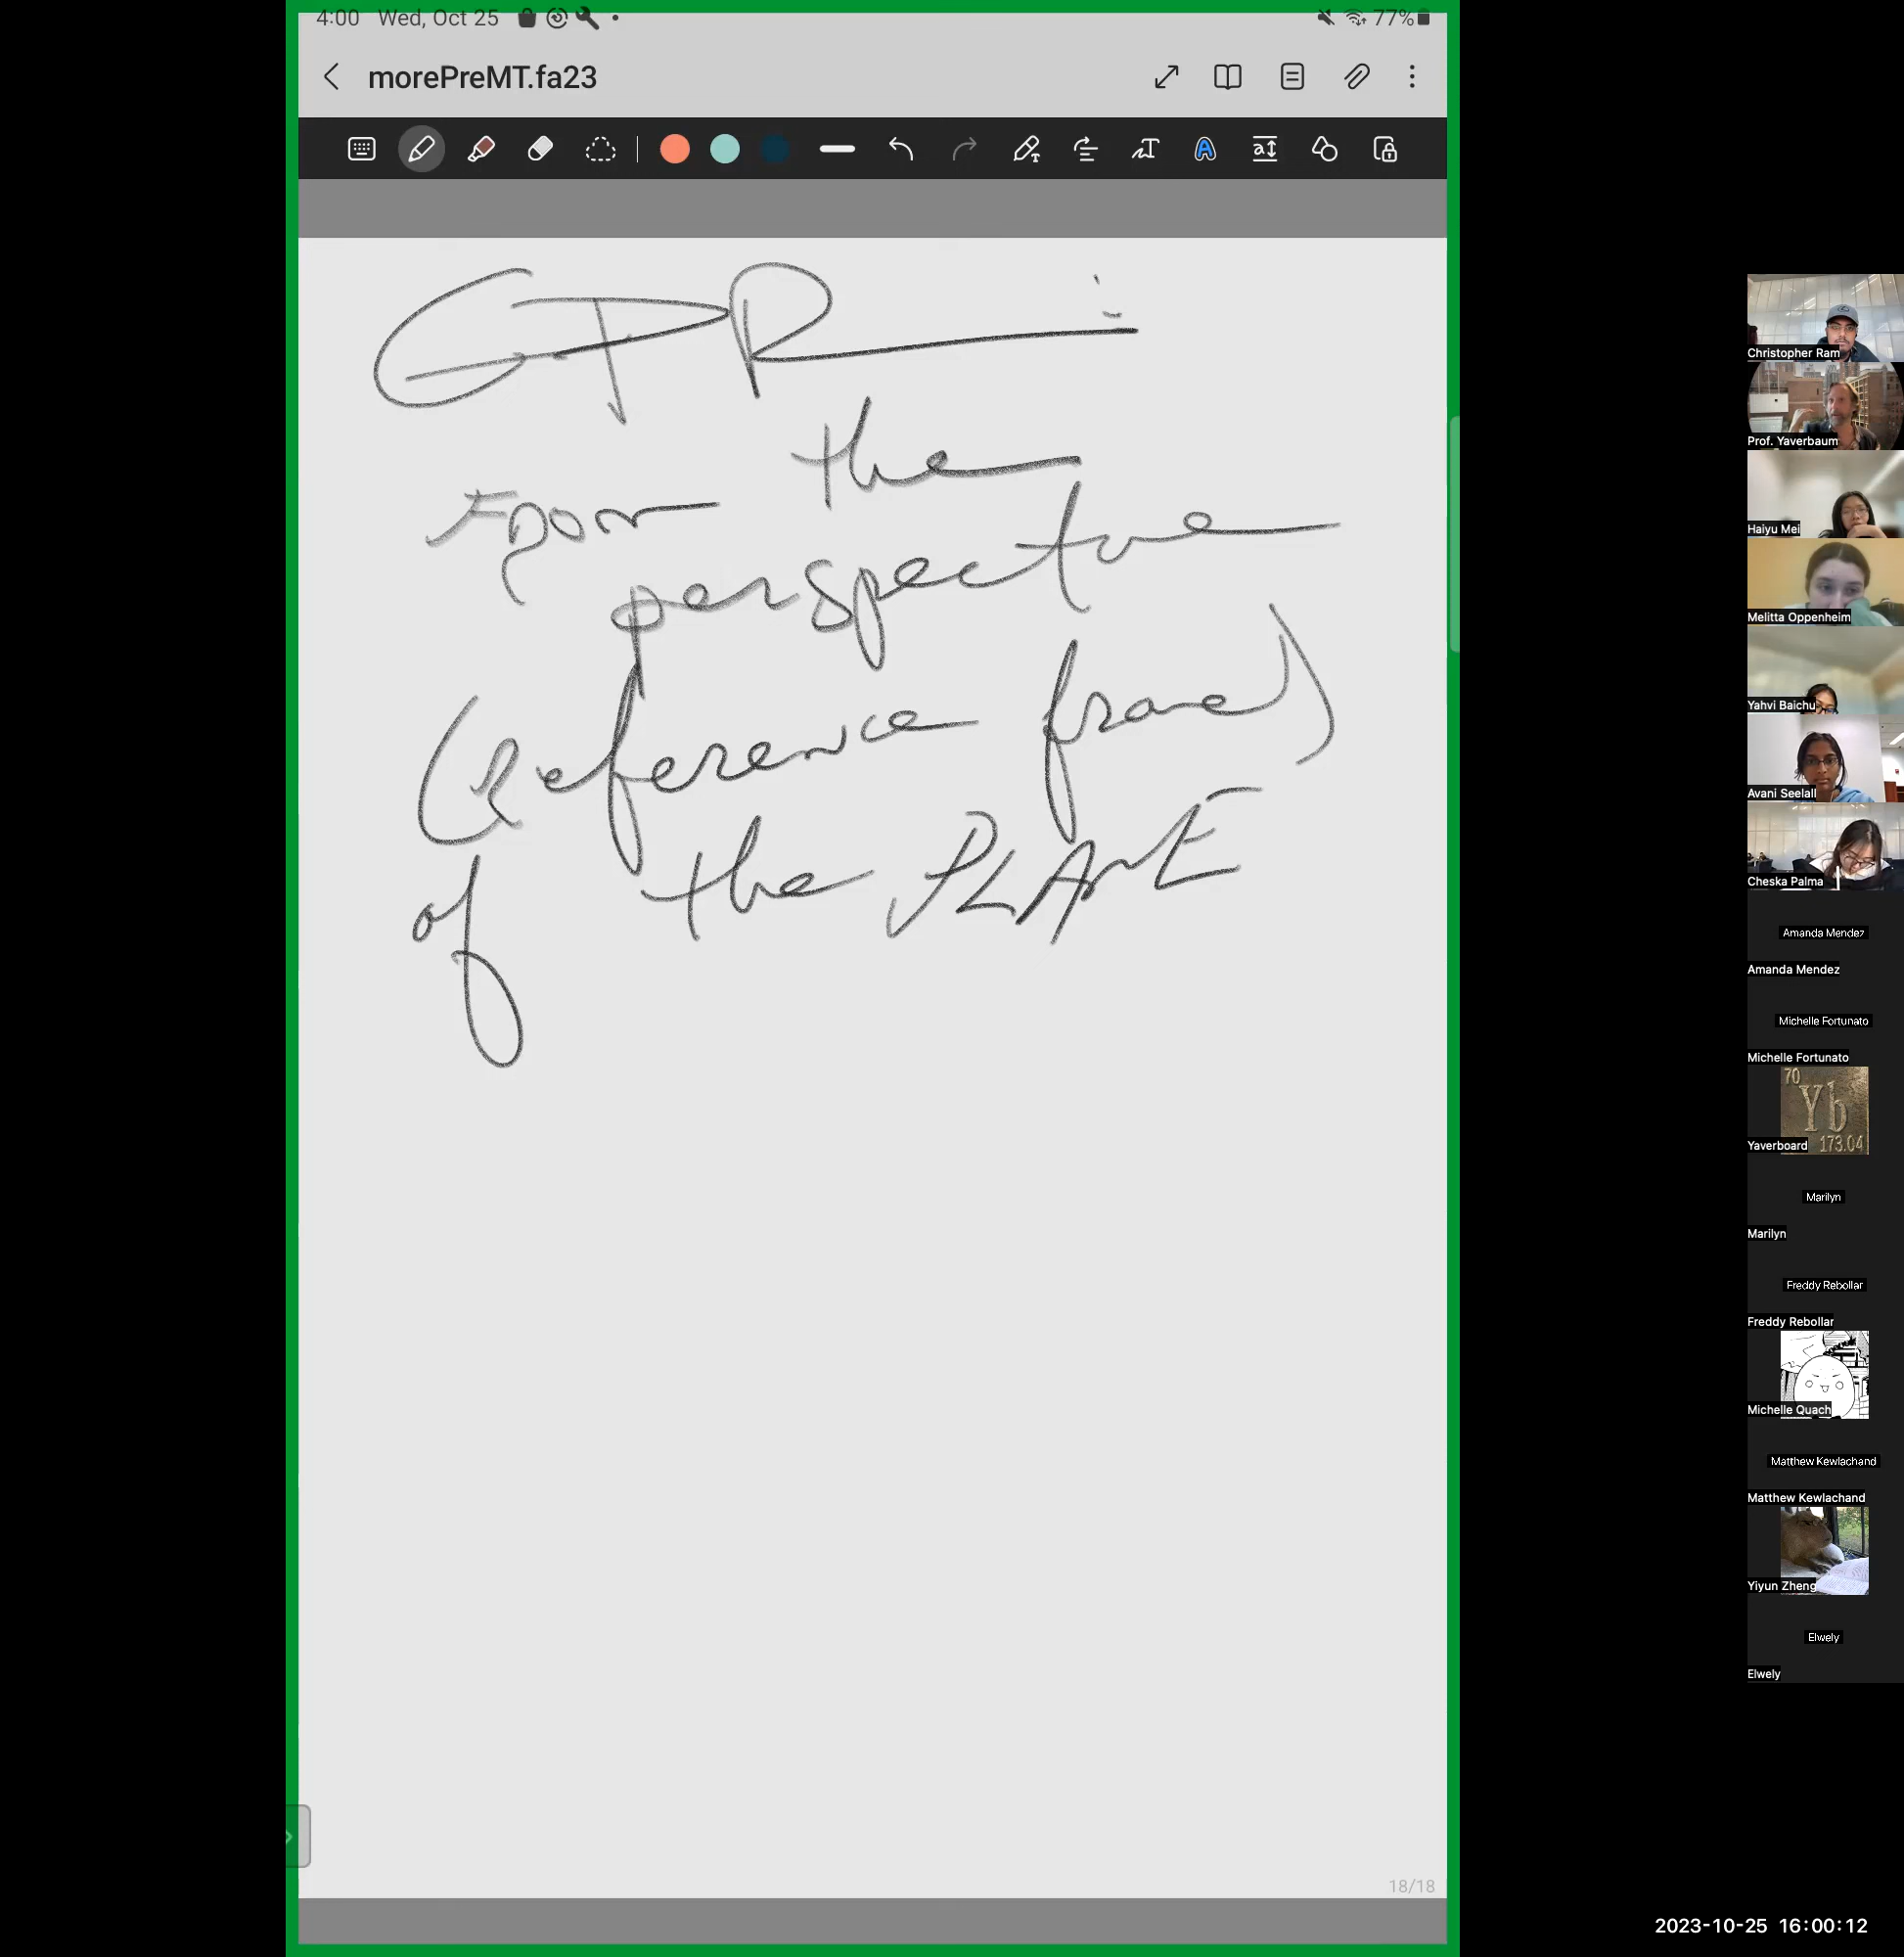 4:00 Wed, Oct 25
77%
morePreMT.fa23
the
from
perspective
(reference frame)
of the PLANE
18/18
Christopher Ram
Prof. Yaverbaum
Haiyu Mei
Melitta Oppenheim
Yahvi Baichu
Avani Seelall
Cheska Palma
Amanda Mendez
Amanda Mendez
Michelle Fortunato
Michelle Fortunato
70
Yb
173.04
Yaverboard
Marilyn
Marilyn
Freddy Rebollar
Freddy Rebollar
Michelle Quach
Matthew Kewlachand
Matthew Kewlachand
Yiyun Zheng
Elwely
Elwely
2023-10-25 16:00:12